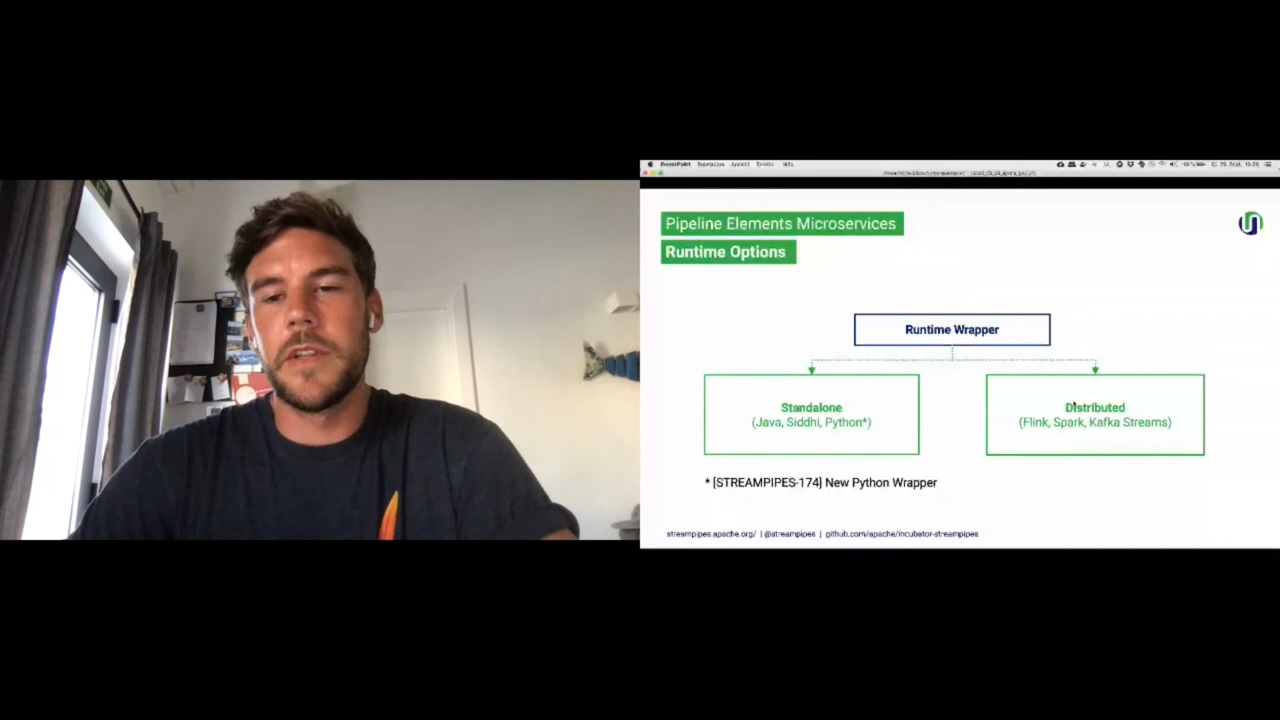 PowerPoint
Pipeline Elements Microservices
Runtime Options
Runtime Wrapper
Standalone
(Java, Siddhi, Python*)
Distributed
(Flink, Spark, Kafka Streams)
* [STREAMPIPES-174] New Python Wrapper
streampipes.apache.org/ | @streampipes | github.com/apache/incubator-streampipes